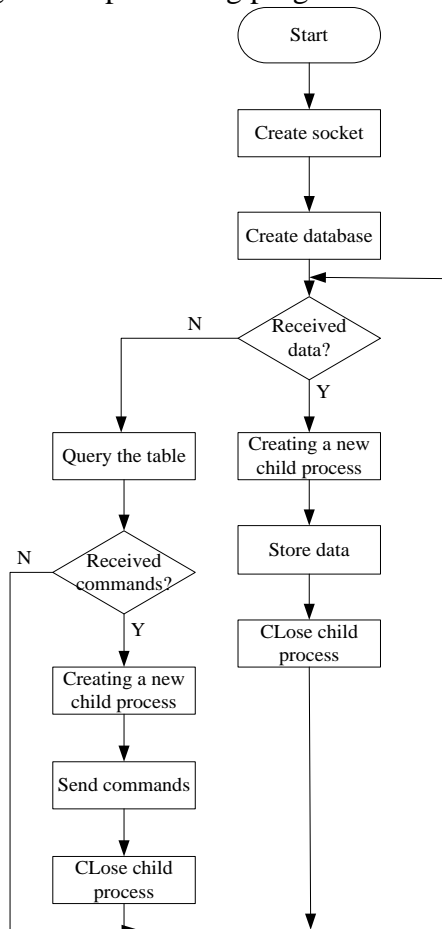 Start
Create socket
Create database
Received
data?
N
Y
Query the table
Creating a new
child process
Received
commands?
N
Y
Store data
CLose child
process
Creating a new
child process
Send commands
CLose child
process